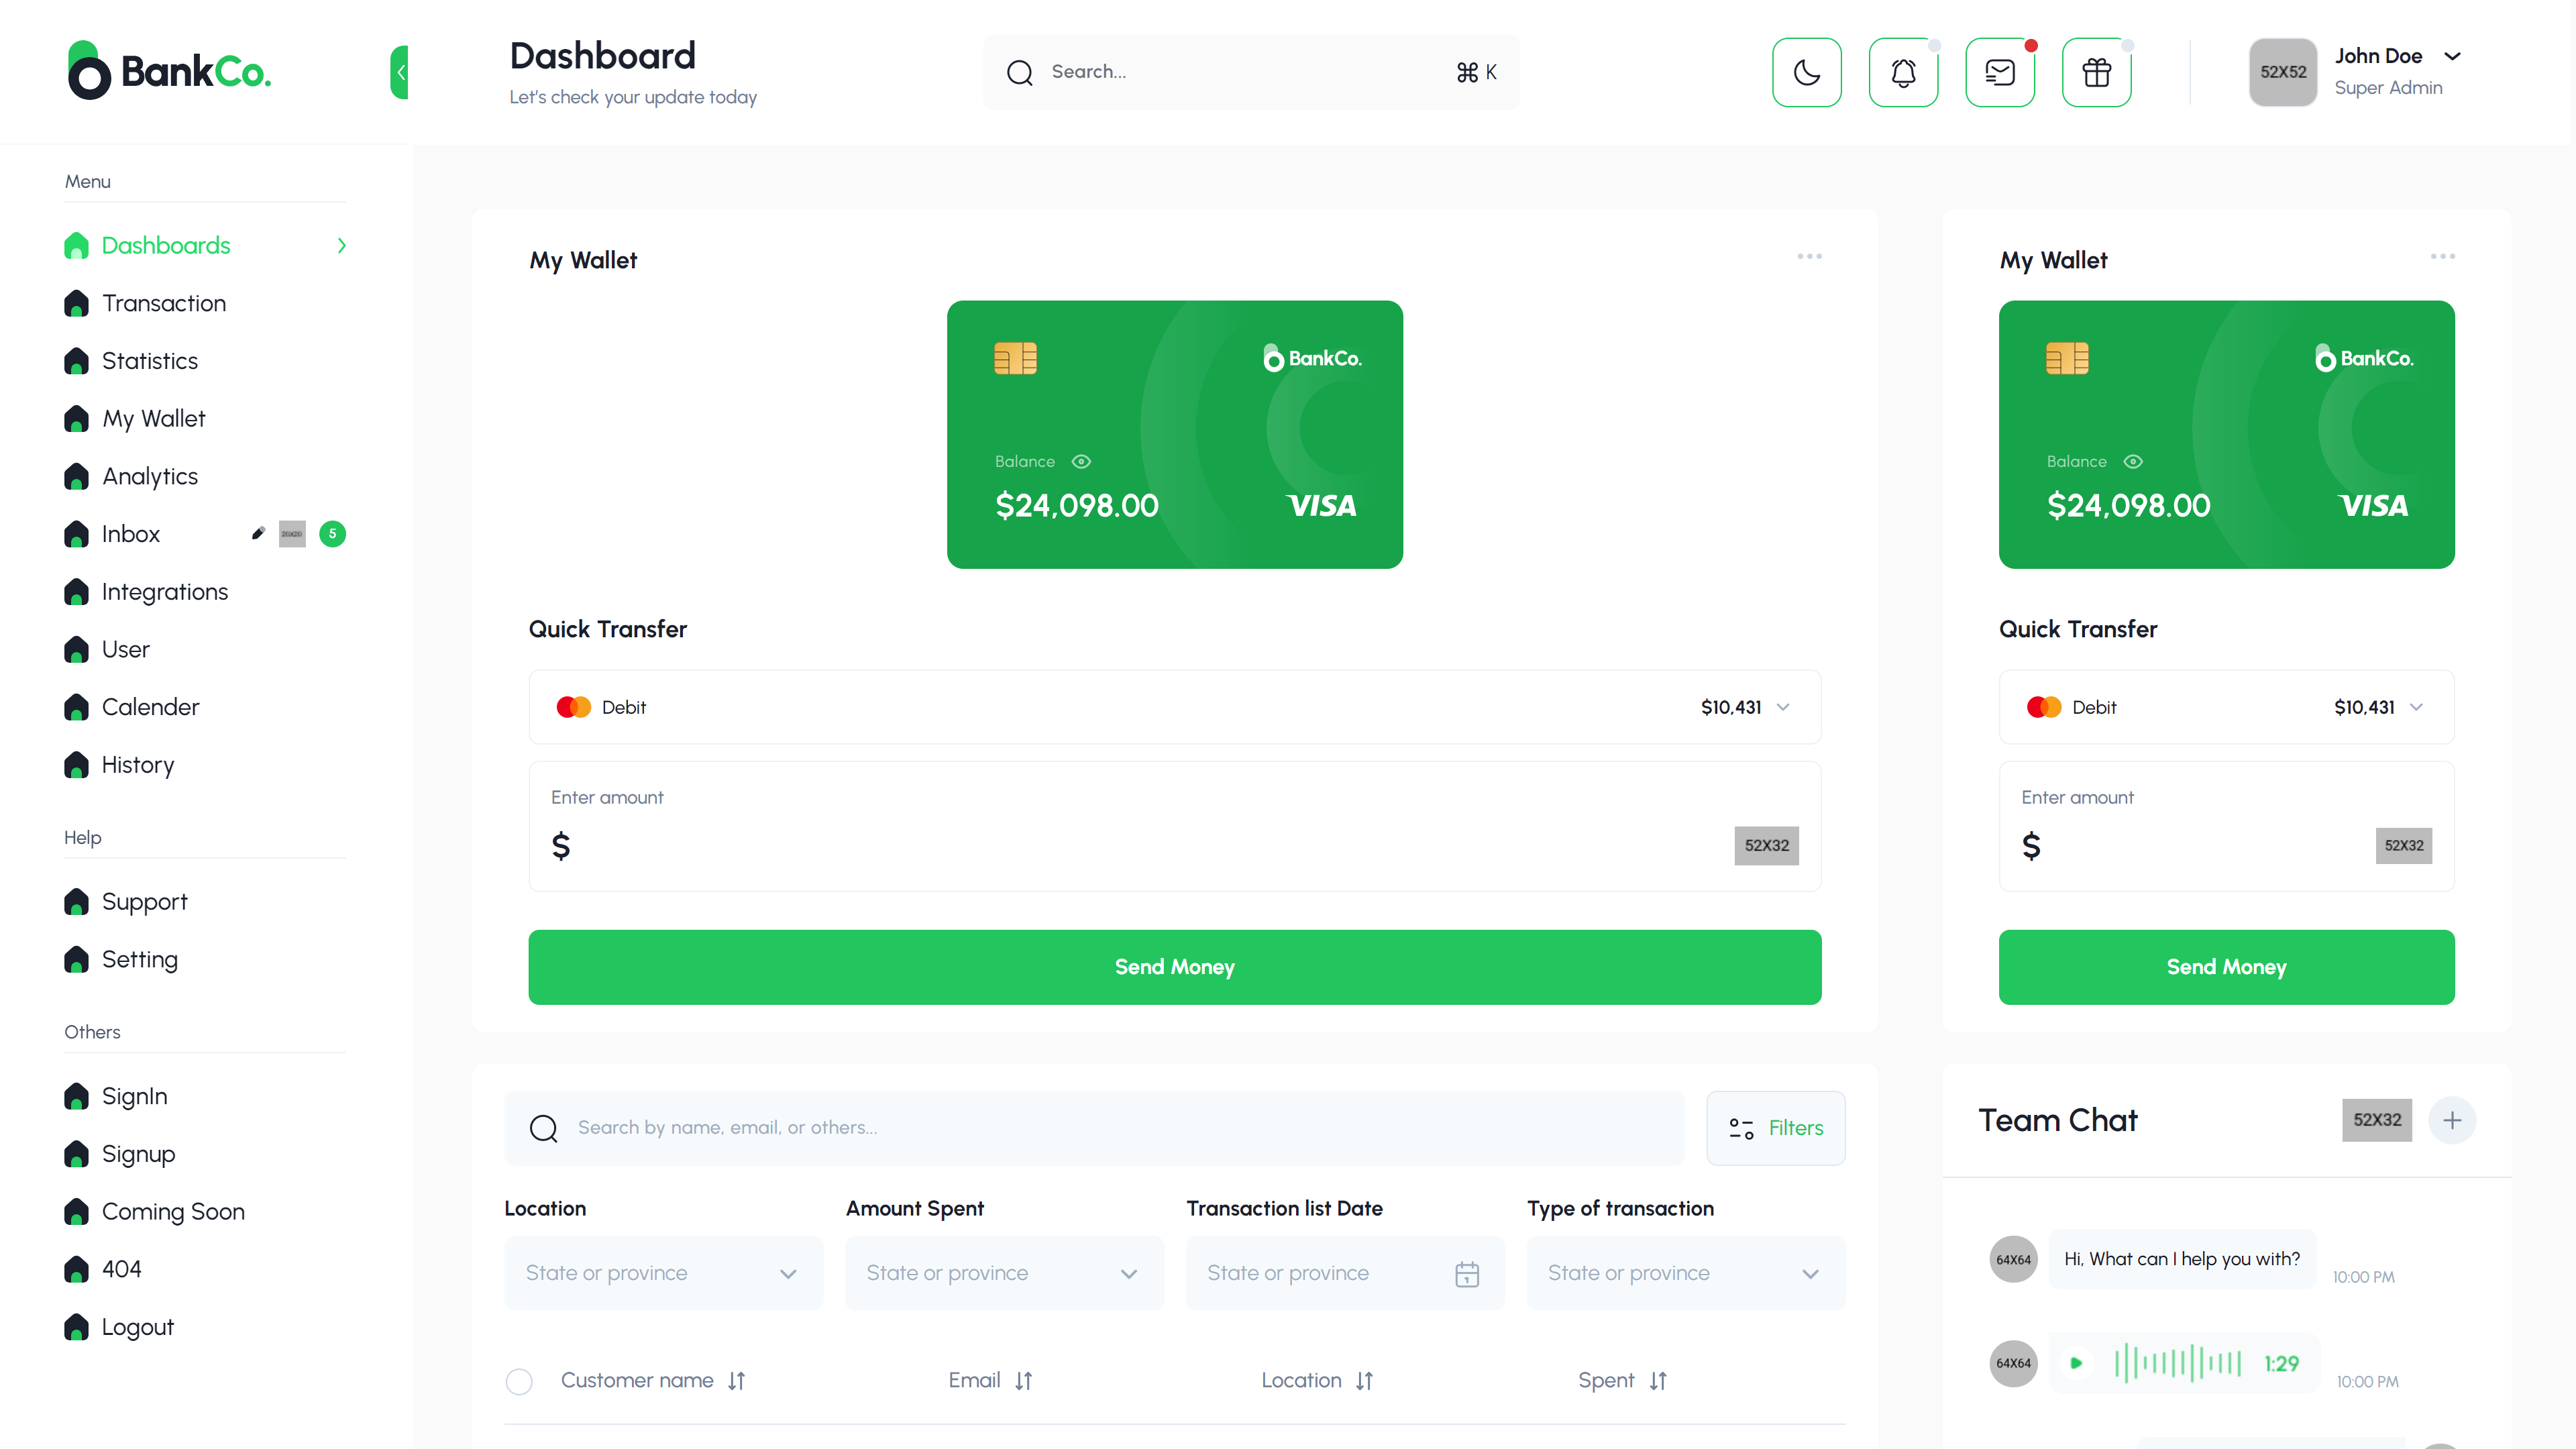 BankCo.
Dashboard
Let's check your update today
Search...
⌘ K
52X52
John Doe
Super Admin
Menu
Dashboards
Transaction
Statistics
My Wallet
Analytics
Inbox
20X20
5
Integrations
User
Calender
History
Help
Support
Setting
Others
SignIn
Signup
Coming Soon
404
Logout
My Wallet
BankCo.
Balance
$24,098.00
VISA
Quick Transfer
Debit
$10,431
Enter amount
$
52X32
Send Money
My Wallet
BankCo.
Balance
$24,098.00
VISA
Quick Transfer
Debit
$10,431
Enter amount
$
52X32
Send Money
Search by name, email, or others...
Filters
Location
Amount Spent
Transaction list Date
Type of transaction
State or province
State or province
State or province
State or province
Customer name
Email
Location
Spent
Team Chat
52X32
64X64
Hi, What can I help you with?
10:00 PM
64X64
1:29
10:00 PM